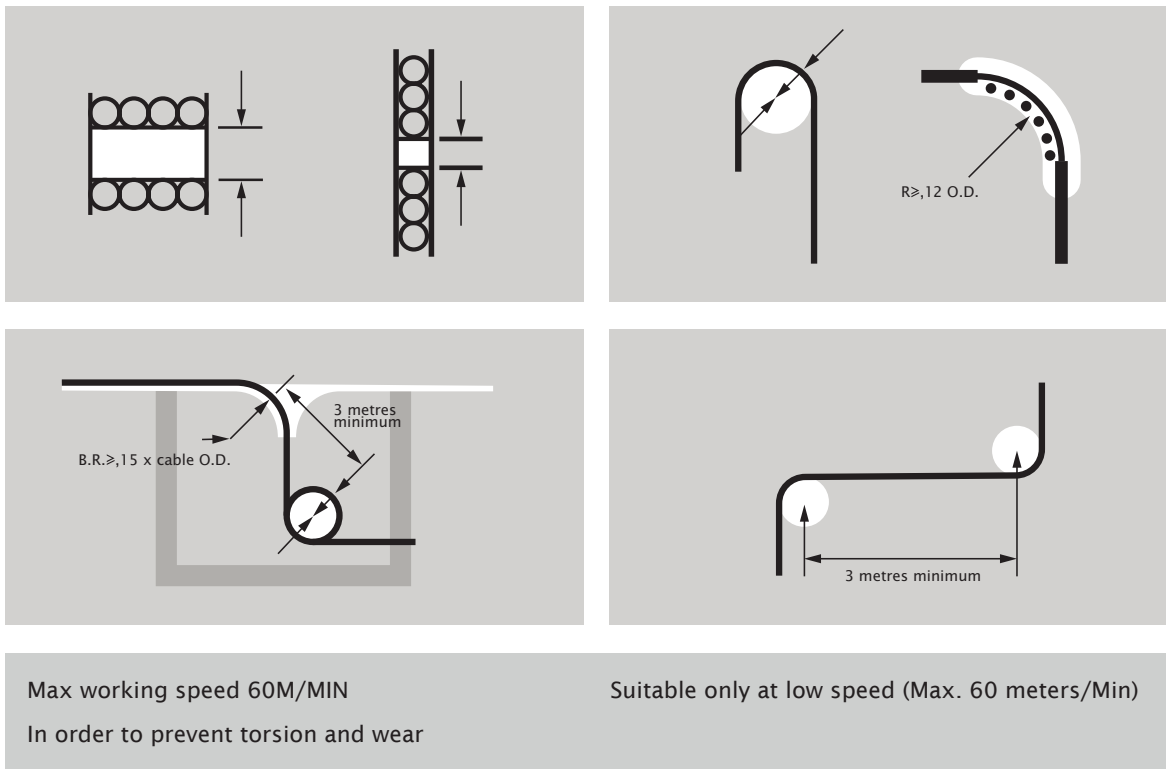 R⩾,12 O.D.
3 metres
minimum
B.R.⩾,15 x cable O.D.
3 metres minimum
Max working speed 60M/MIN
Suitable only at low speed (Max. 60 meters/Min)
In order to prevent torsion and wear